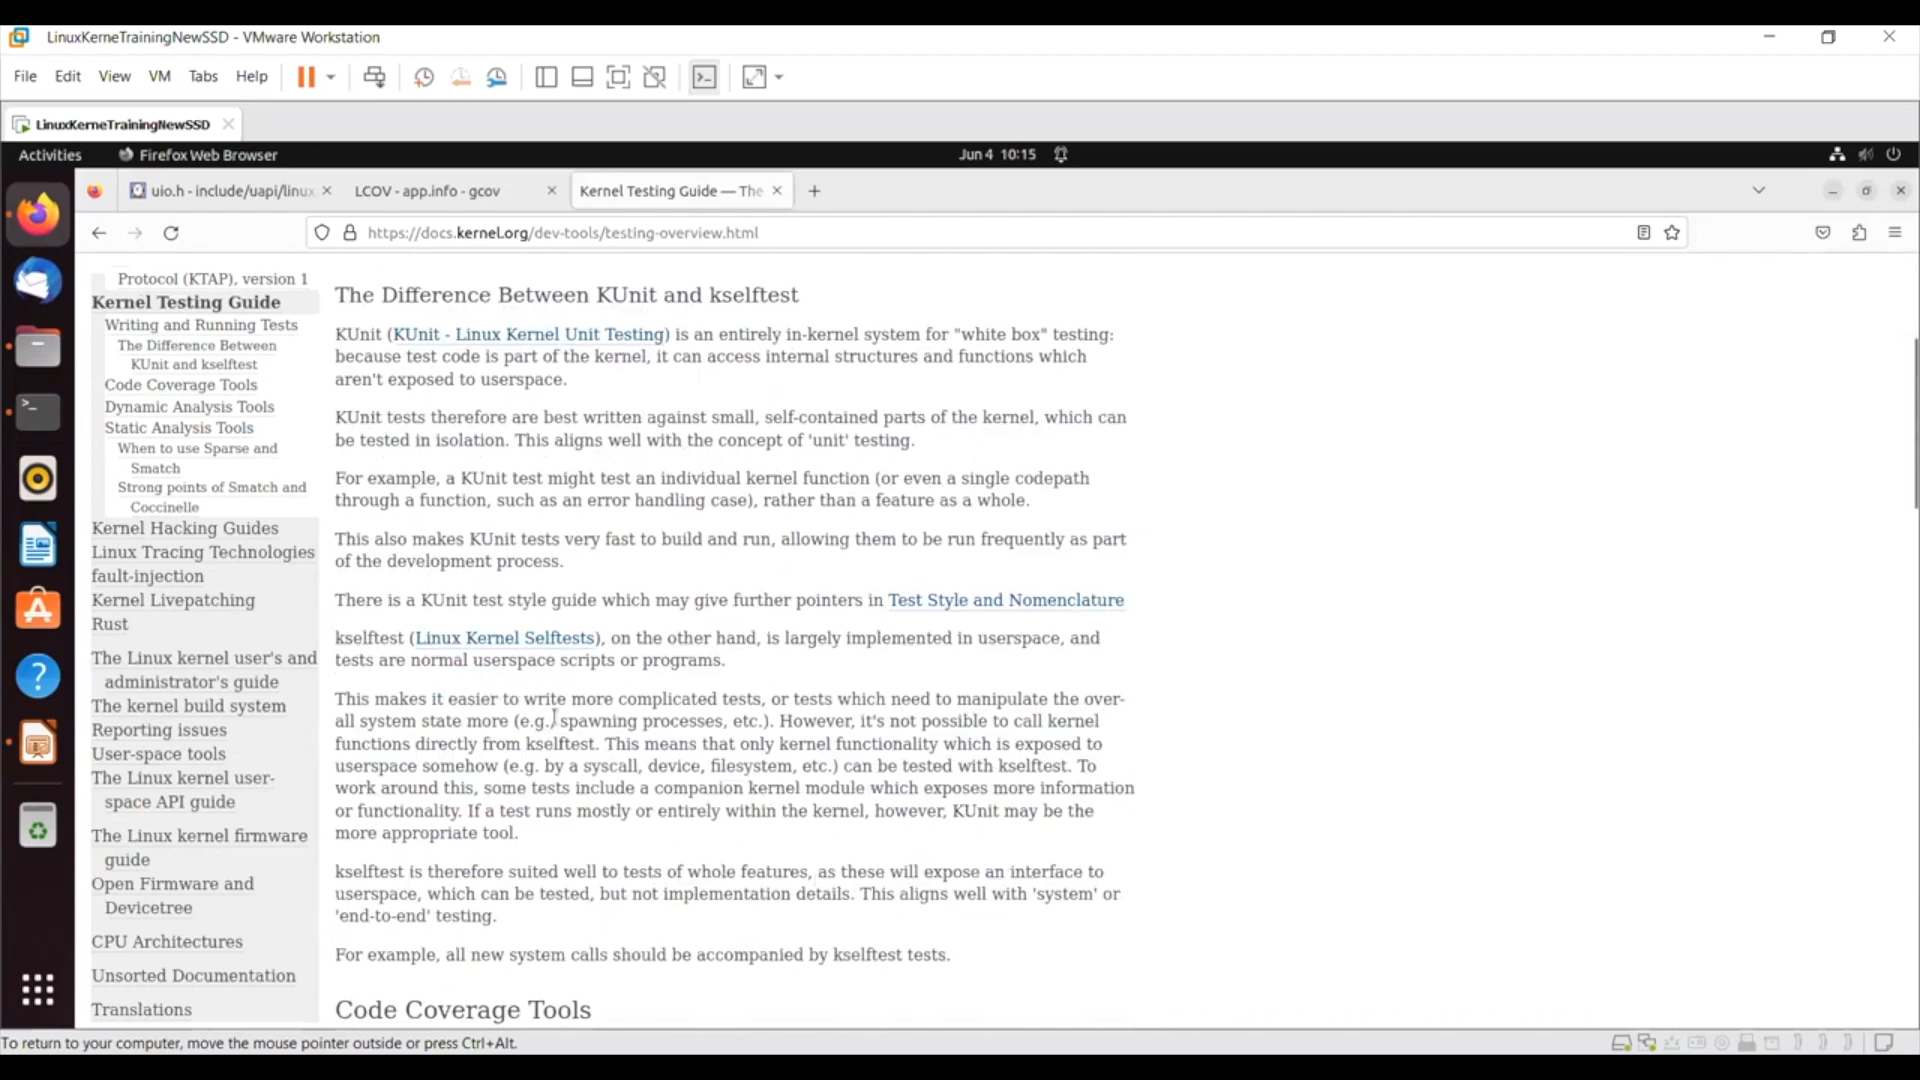 LinuxKerneTrainingNewSSD - VMware Workstation
File Edit View VM Tabs Help
LinuxKerneTrainingNewSSD
Activities Firefox Web Browser Jun 4 10:15
uio.h - include/uapi/linux LCOV - app.info - gcov Kernel Testing Guide — The
https://docs.kernel.org/dev-tools/testing-overview.html
Protocol (KTAP), version 1
Kernel Testing Guide
Writing and Running Tests
The Difference Between
KUnit and kselftest
Code Coverage Tools
Dynamic Analysis Tools
Static Analysis Tools
When to use Sparse and
Smatch
Strong points of Smatch and
Coccinelle
Kernel Hacking Guides
Linux Tracing Technologies
fault-injection
Kernel Livepatching
Rust
The Linux kernel user's and
administrator's guide
The kernel build system
Reporting issues
User-space tools
The Linux kernel user-
space API guide
The Linux kernel firmware
guide
Open Firmware and
Devicetree
CPU Architectures
Unsorted Documentation
Translations
The Difference Between KUnit and kselftest
KUnit (KUnit - Linux Kernel Unit Testing) is an entirely in-kernel system for "white box" testing:
because test code is part of the kernel, it can access internal structures and functions which
aren't exposed to userspace.
KUnit tests therefore are best written against small, self-contained parts of the kernel, which can
be tested in isolation. This aligns well with the concept of 'unit' testing.
For example, a KUnit test might test an individual kernel function (or even a single codepath
through a function, such as an error handling case), rather than a feature as a whole.
This also makes KUnit tests very fast to build and run, allowing them to be run frequently as part
of the development process.
There is a KUnit test style guide which may give further pointers in Test Style and Nomenclature
kselftest (Linux Kernel Selftests), on the other hand, is largely implemented in userspace, and
tests are normal userspace scripts or programs.
This makes it easier to write more complicated tests, or tests which need to manipulate the over-
all system state more (e.g., spawning processes, etc.). However, it's not possible to call kernel
functions directly from kselftest. This means that only kernel functionality which is exposed to
userspace somehow (e.g. by a syscall, device, filesystem, etc.) can be tested with kselftest. To
work around this, some tests include a companion kernel module which exposes more information
or functionality. If a test runs mostly or entirely within the kernel, however, KUnit may be the
more appropriate tool.
kselftest is therefore suited well to tests of whole features, as these will expose an interface to
userspace, which can be tested, but not implementation details. This aligns well with 'system' or
'end-to-end' testing.
For example, all new system calls should be accompanied by kselftest tests.
Code Coverage Tools
To return to your computer, move the mouse pointer outside or press Ctrl+Alt.